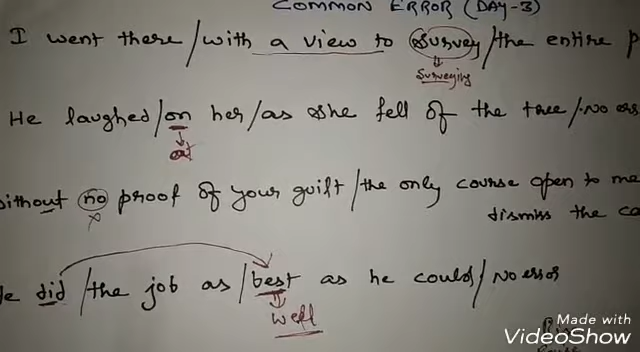 COMMON ERROR (DAY-3)
I went there / with a view to survey / the entire p
surveying
He laughed / on her / as she fell of the tree / No err
at
without no proof of your guilt / the only course open to me
x
dismiss the ca
He did / the job as / best as he could / No error
well
Made with
VideoShow